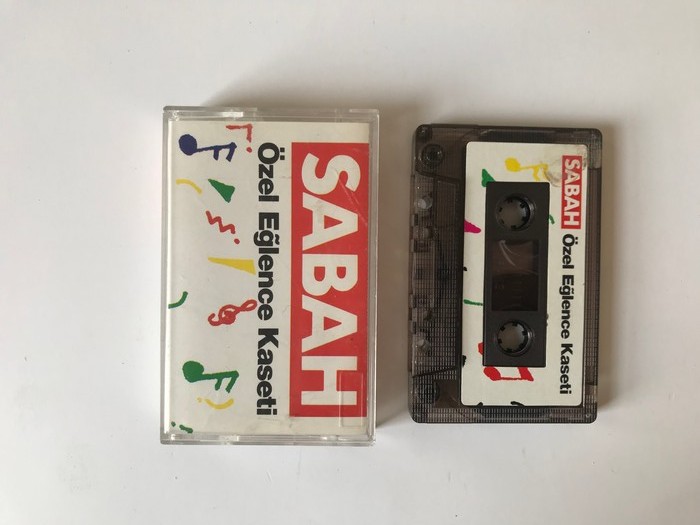 SABAH
Özel Eğlence Kaseti
SABAH Özel Eğlence Kaseti